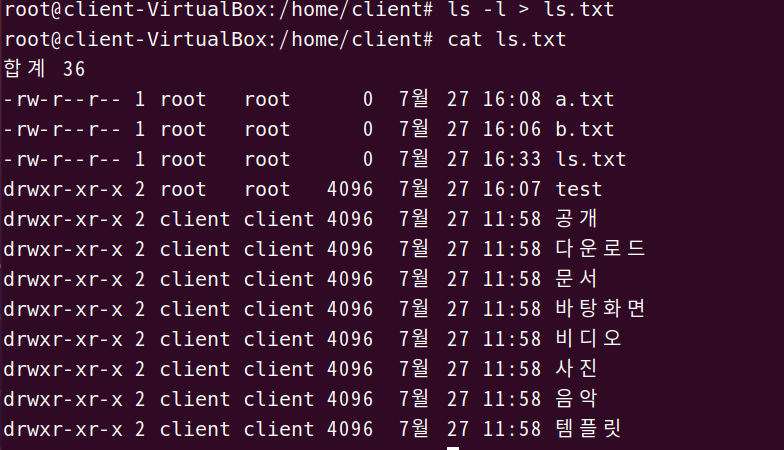 root@client-VirtualBox:/home/client# ls -l > ls.txt
root@client-VirtualBox:/home/client# cat ls.txt
합계 36
-rw-r--r-- 1 root   root      0  7월 27 16:08 a.txt
-rw-r--r-- 1 root   root      0  7월 27 16:06 b.txt
-rw-r--r-- 1 root   root      0  7월 27 16:33 ls.txt
drwxr-xr-x 2 root   root   4096  7월 27 16:07 test
drwxr-xr-x 2 client client 4096  7월 27 11:58 공개
drwxr-xr-x 2 client client 4096  7월 27 11:58 다운로드
drwxr-xr-x 2 client client 4096  7월 27 11:58 문서
drwxr-xr-x 2 client client 4096  7월 27 11:58 바탕화면
drwxr-xr-x 2 client client 4096  7월 27 11:58 비디오
drwxr-xr-x 2 client client 4096  7월 27 11:58 사진
drwxr-xr-x 2 client client 4096  7월 27 11:58 음악
drwxr-xr-x 2 client client 4096  7월 27 11:58 템플릿